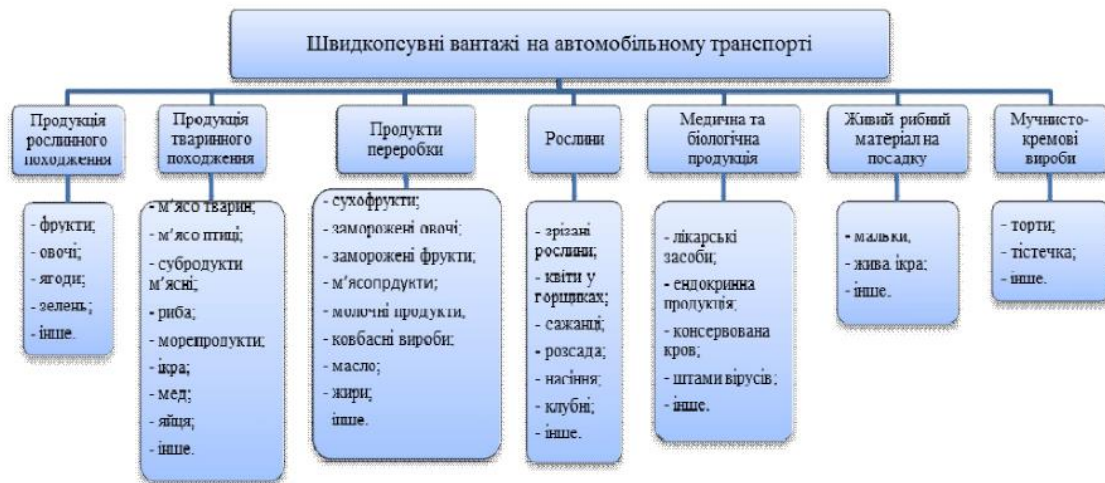 Швидкопсувні вантажі на автомобільному транспорті
Продукція
рослинного
походження
- фрукти;
- овочі;
- ягоди;
- зелень;
- інше.
Продукція
тваринного
походження
- м'ясо тварин;
- м'ясо птиці;
- субродукти
м'ясні;
- риба;
- морепродукти;
- ікра;
- мед;
- яйця;
- інше.
Продукти
переробки
- сухофрукти;
- заморожені овочі;
- заморожені фрукти;
- м'ясопрдукти;
- молочні продукти,
- ковбасні вироби;
- масло;
- жири;
інше.
Рослини
- зрізані
рослини;
- квіти у
горщиках;
- сажанці;
- розсада;
- насіння;
- клубні;
- інше.
Медична та
біологічна
продукція
- лікарські
засоби;
- ендокринна
продукція;
- консервована
кров;
- штами вірусів;
- інше.
Живий рибний
матеріал на
посадку
- мальки,
- жива ікра;
- інше.
Мучнисто-
кремові
вироби
- торти;
- тістечка;
- інше.